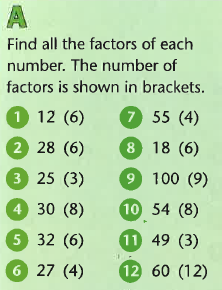 A
Find all the factors of each
number. The number of
factors is shown in brackets.
1 12 (6)
2 28 (6)
3 25 (3)
4 30 (8)
5 32 (6)
6 27 (4)
7 55 (4)
8 18 (6)
9 100 (9)
10 54 (8)
11 49 (3)
12 60 (12)